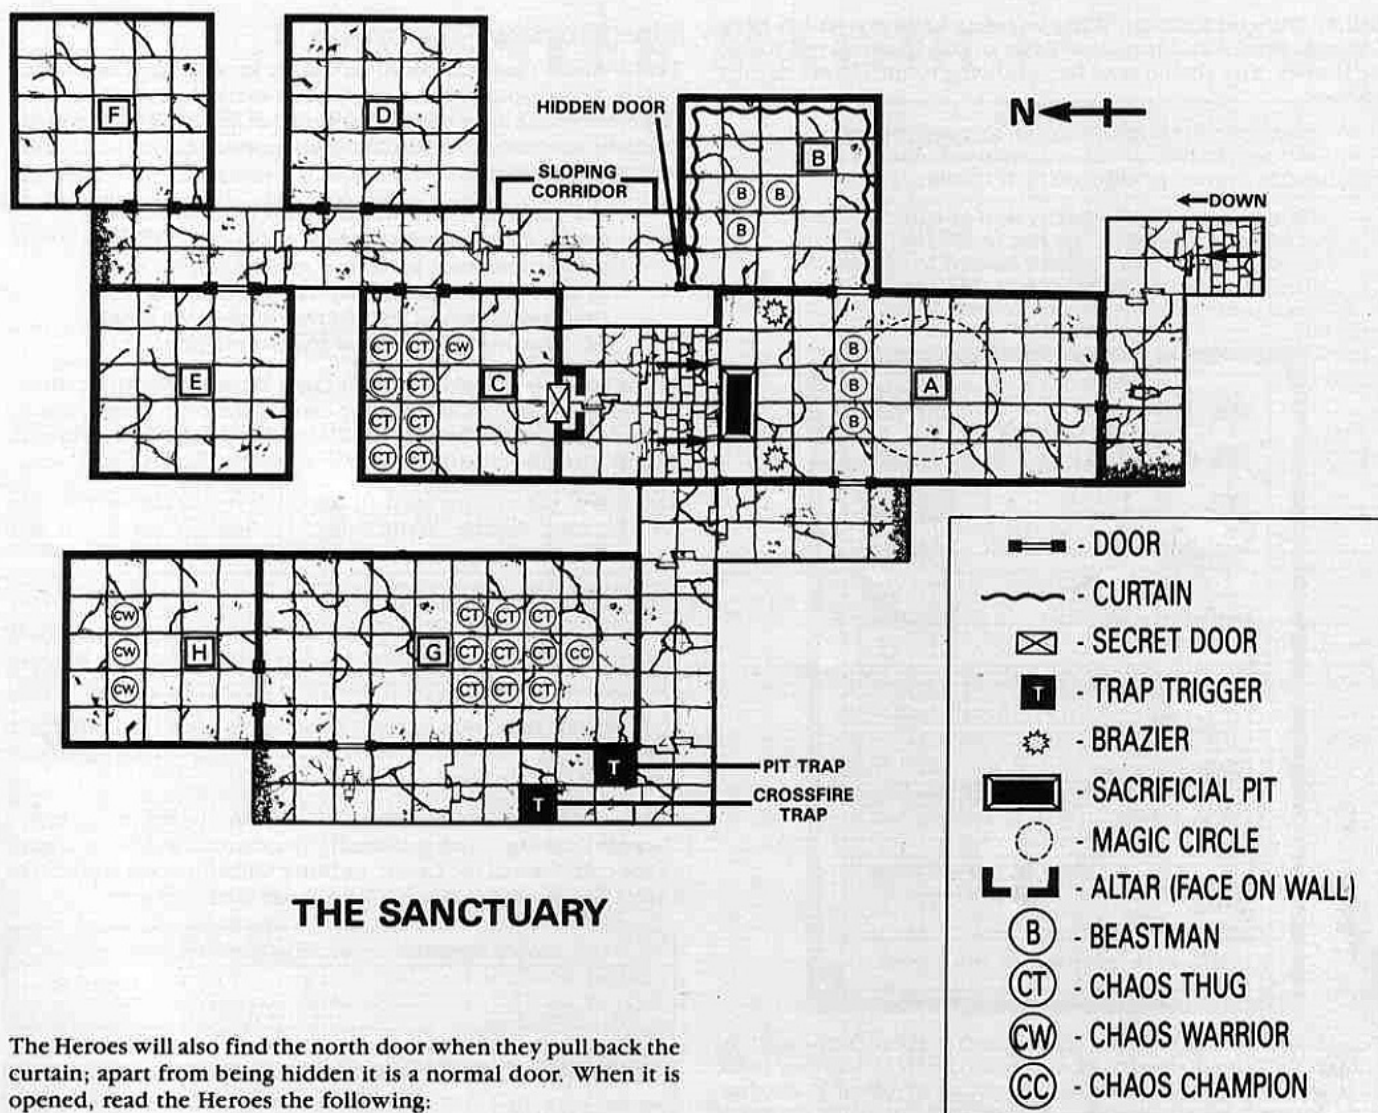 F
D
HIDDEN DOOR
N
B
SLOPING
CORRIDOR
B B
B
DOWN
CT CT CW
B
E
CT CT
C
B
A
CT CT
B
CT CT
CW
CT CT CT
CW
H
G
CT CT CT CC
CW
CT CT CT
T
PIT TRAP
T
CROSSFIRE
TRAP
- DOOR
- CURTAIN
- SECRET DOOR
T - TRAP TRIGGER
- BRAZIER
- SACRIFICIAL PIT
- MAGIC CIRCLE
- ALTAR (FACE ON WALL)
B - BEASTMAN
CT - CHAOS THUG
CW - CHAOS WARRIOR
CC - CHAOS CHAMPION
THE SANCTUARY
The Heroes will also find the north door when they pull back the
curtain; apart from being hidden it is a normal door. When it is
opened, read the Heroes the following: